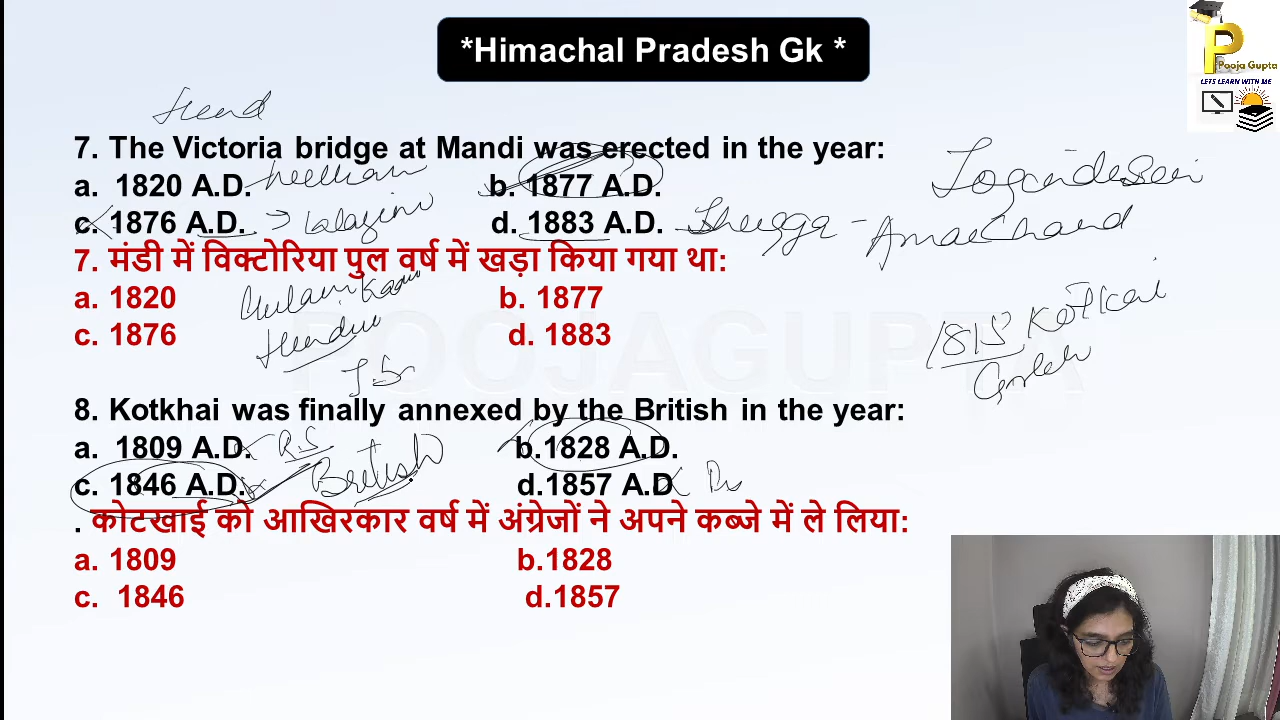 *Himachal Pradesh Gk *
Pooja Gupta
LETS LEARN WITH ME
7. The Victoria bridge at Mandi was erected in the year:
a. 1820 A.D. b. 1877 A.D.
c. 1876 A.D. d. 1883 A.D.
Amarchand
7. मंडी में विक्टोरिया पुल वर्ष में खड़ा किया गया था:
a. 1820 b. 1877
c. 1876 d. 1883
1815 Kotkhai
POOJAGUPTA
8. Kotkhai was finally annexed by the British in the year:
a. 1809 A.D. R.S b.1828 A.D.
c. 1846 A.D. British d.1857 A.D
. कोटखाई को आखिरकार वर्ष में अंग्रेजों ने अपने कब्जे में ले लिया:
a. 1809 b.1828
c. 1846 d.1857